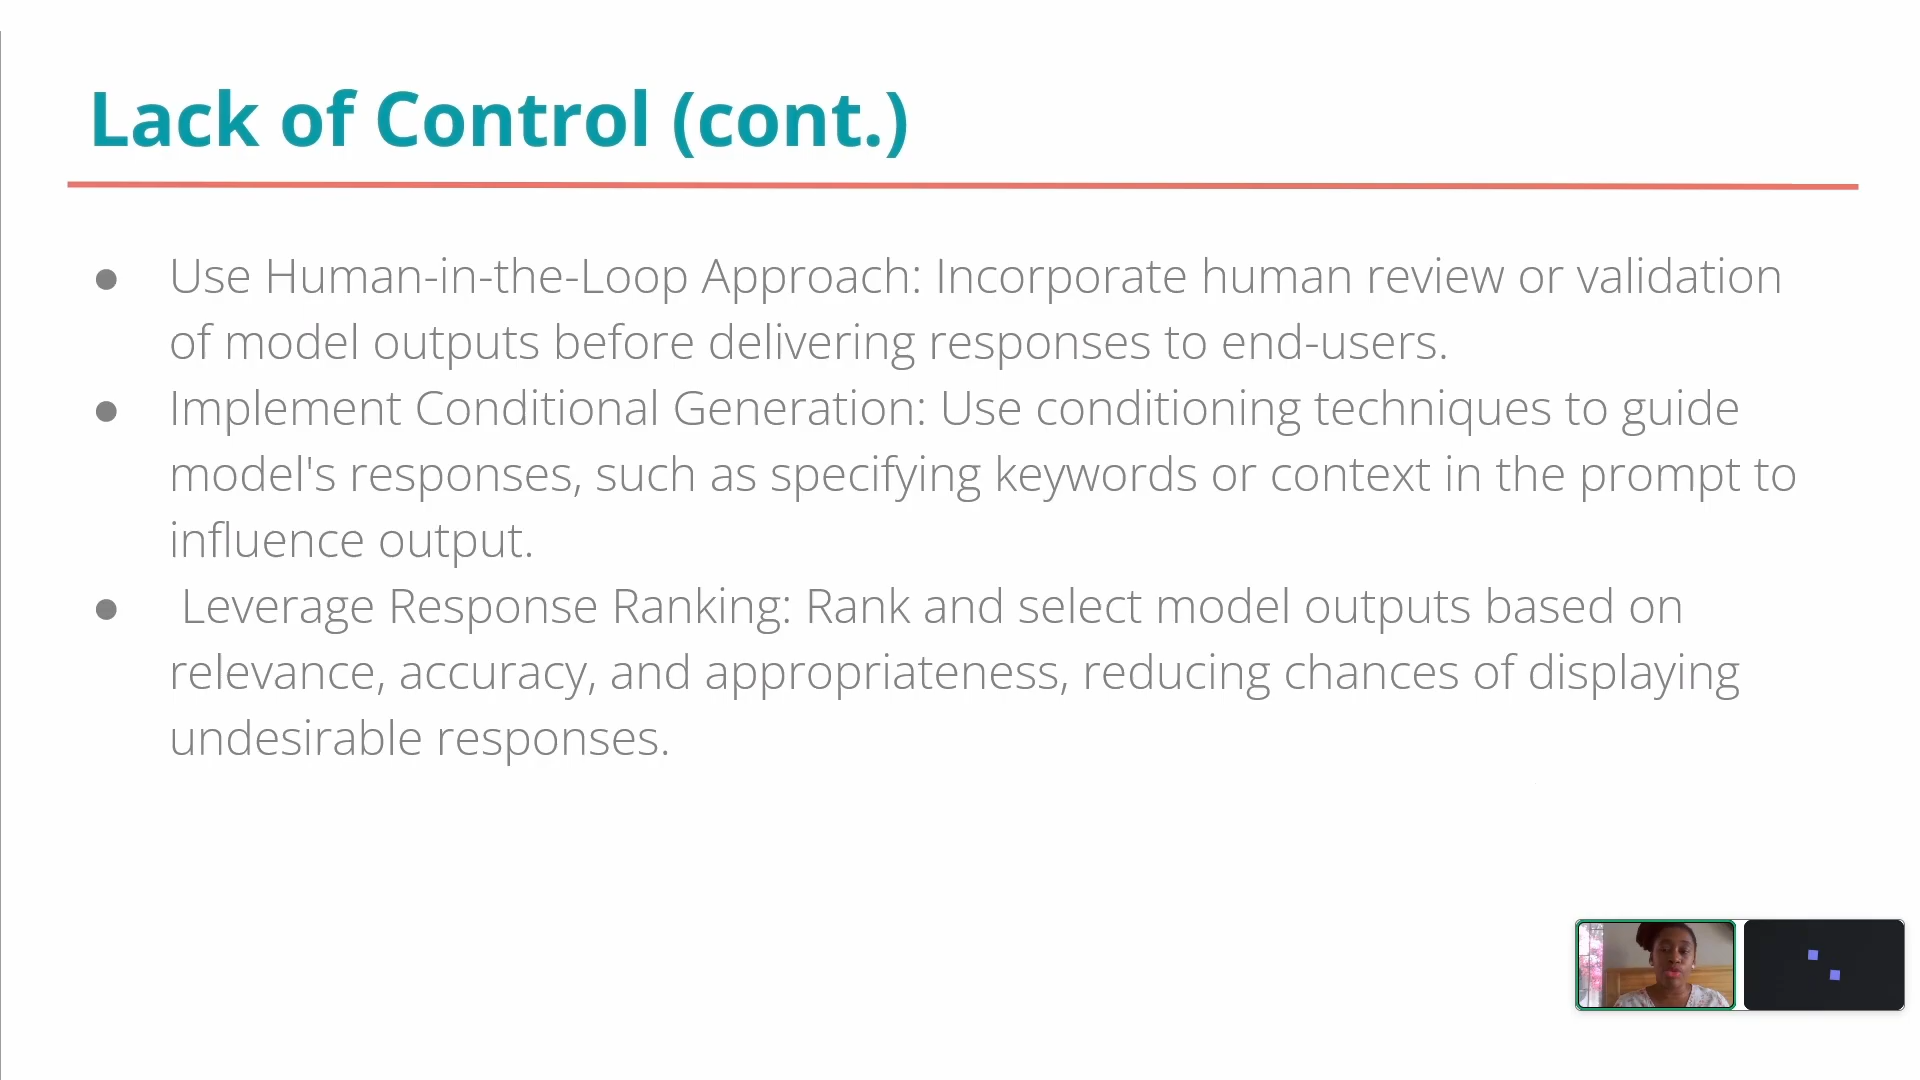 Lack of Control (cont.)
● Use Human-in-the-Loop Approach: Incorporate human review or validation
of model outputs before delivering responses to end-users.
● Implement Conditional Generation: Use conditioning techniques to guide
model's responses, such as specifying keywords or context in the prompt to
influence output.
● Leverage Response Ranking: Rank and select model outputs based on
relevance, accuracy, and appropriateness, reducing chances of displaying
undesirable responses.